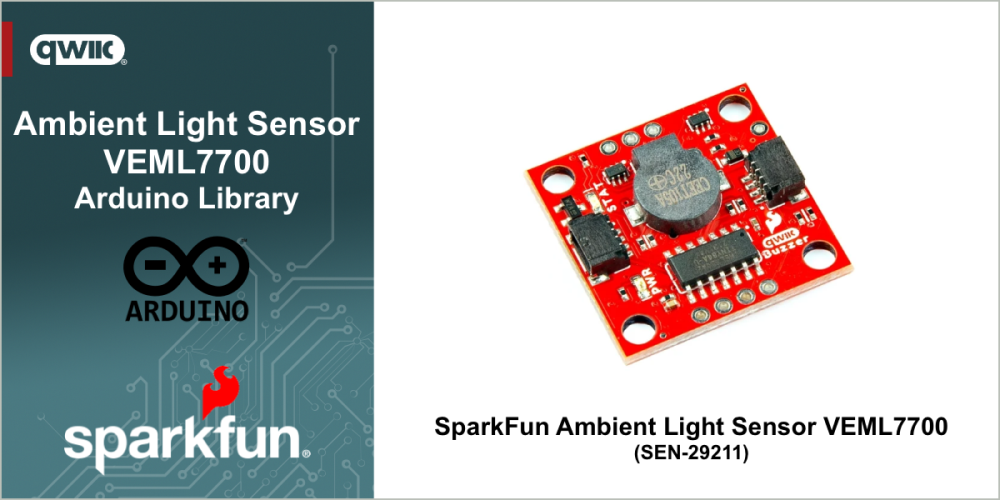 QWIIC®
Ambient Light Sensor
VEML7700
Arduino Library
ARDUINO
sparkfun®
STAT
PWR
QWIIC
Buzzer
SparkFun Ambient Light Sensor VEML7700
(SEN-29211)